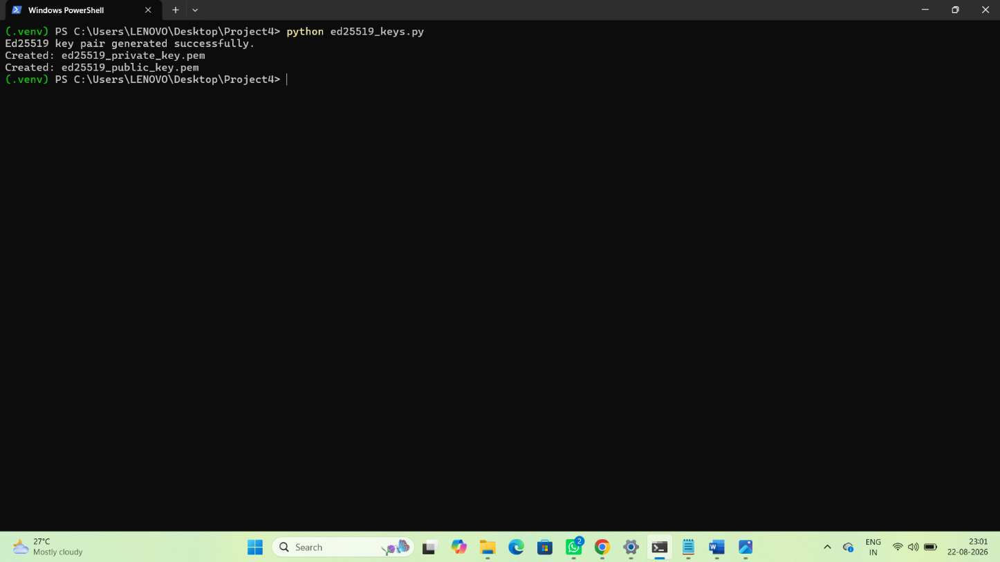 Windows PowerShell
(.venv) PS C:\Users\LENOVO\Desktop\Project4> python ed25519_keys.py
Ed25519 key pair generated successfully.
Created: ed25519_private_key.pem
Created: ed25519_public_key.pem
(.venv) PS C:\Users\LENOVO\Desktop\Project4>
27°C
Mostly cloudy
Search
2
ENG
IN
23:01
22-08-2026